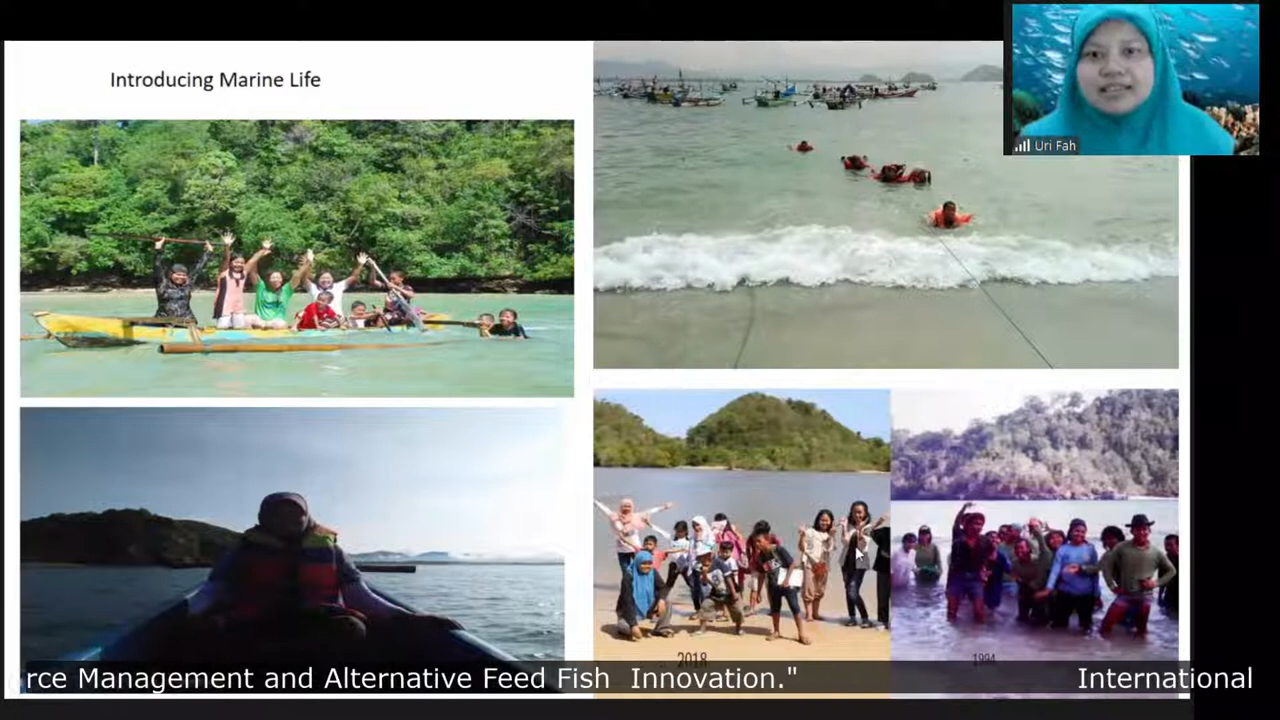 Introducing Marine Life
Uri Fah
2018
1994
rce Management and Alternative Feed Fish Innovation." International